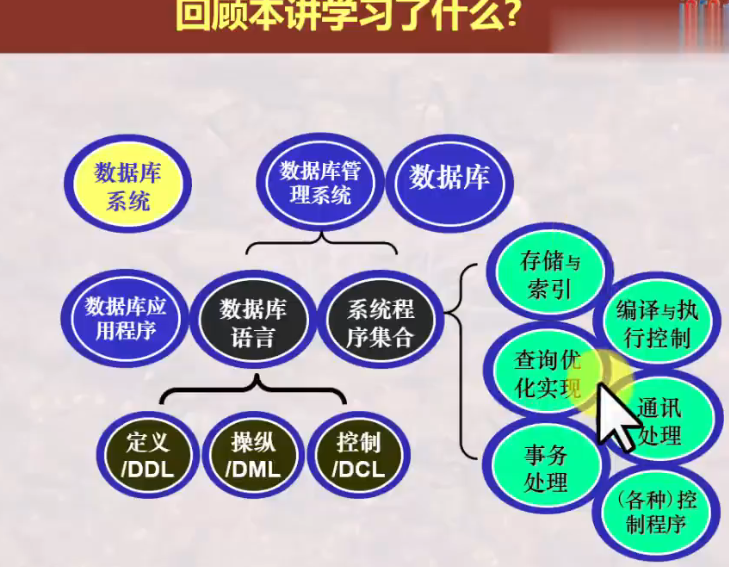 回顾本讲学习了什么?
数据库
系统
数据库管
理系统
数据库
数据库应
用程序
数据库
语言
系统程
序集合
存储与
索引
编译与执
行控制
查询优
化实现
通讯
处理
事务
处理
(各种)控
制程序
定义
/DDL
操纵
/DML
控制
/DCL